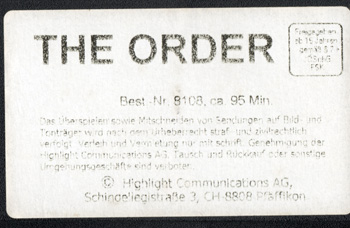 THE ORDER
Freigegeben
ab 16 Jahren
gemäß § 7
JÖSchG
FSK
Best.-Nr. 8108, ca. 95 Min.
Das Überspielen sowie Mitschneiden von Sendungen auf Bild- und
Tonträger wird nach dem Urheberrecht straf- und zivilrechtlich
verfolgt. Verleih und Vermietung nur mit schriftl. Genehmigung der
Highlight Communications AG. Tausch und Rückkauf oder sonstige
Umgehungsgeschäfte sind verboten.
© Highlight Communications AG,
Schindellegistraße 3, CH-8808 Pfäffikon